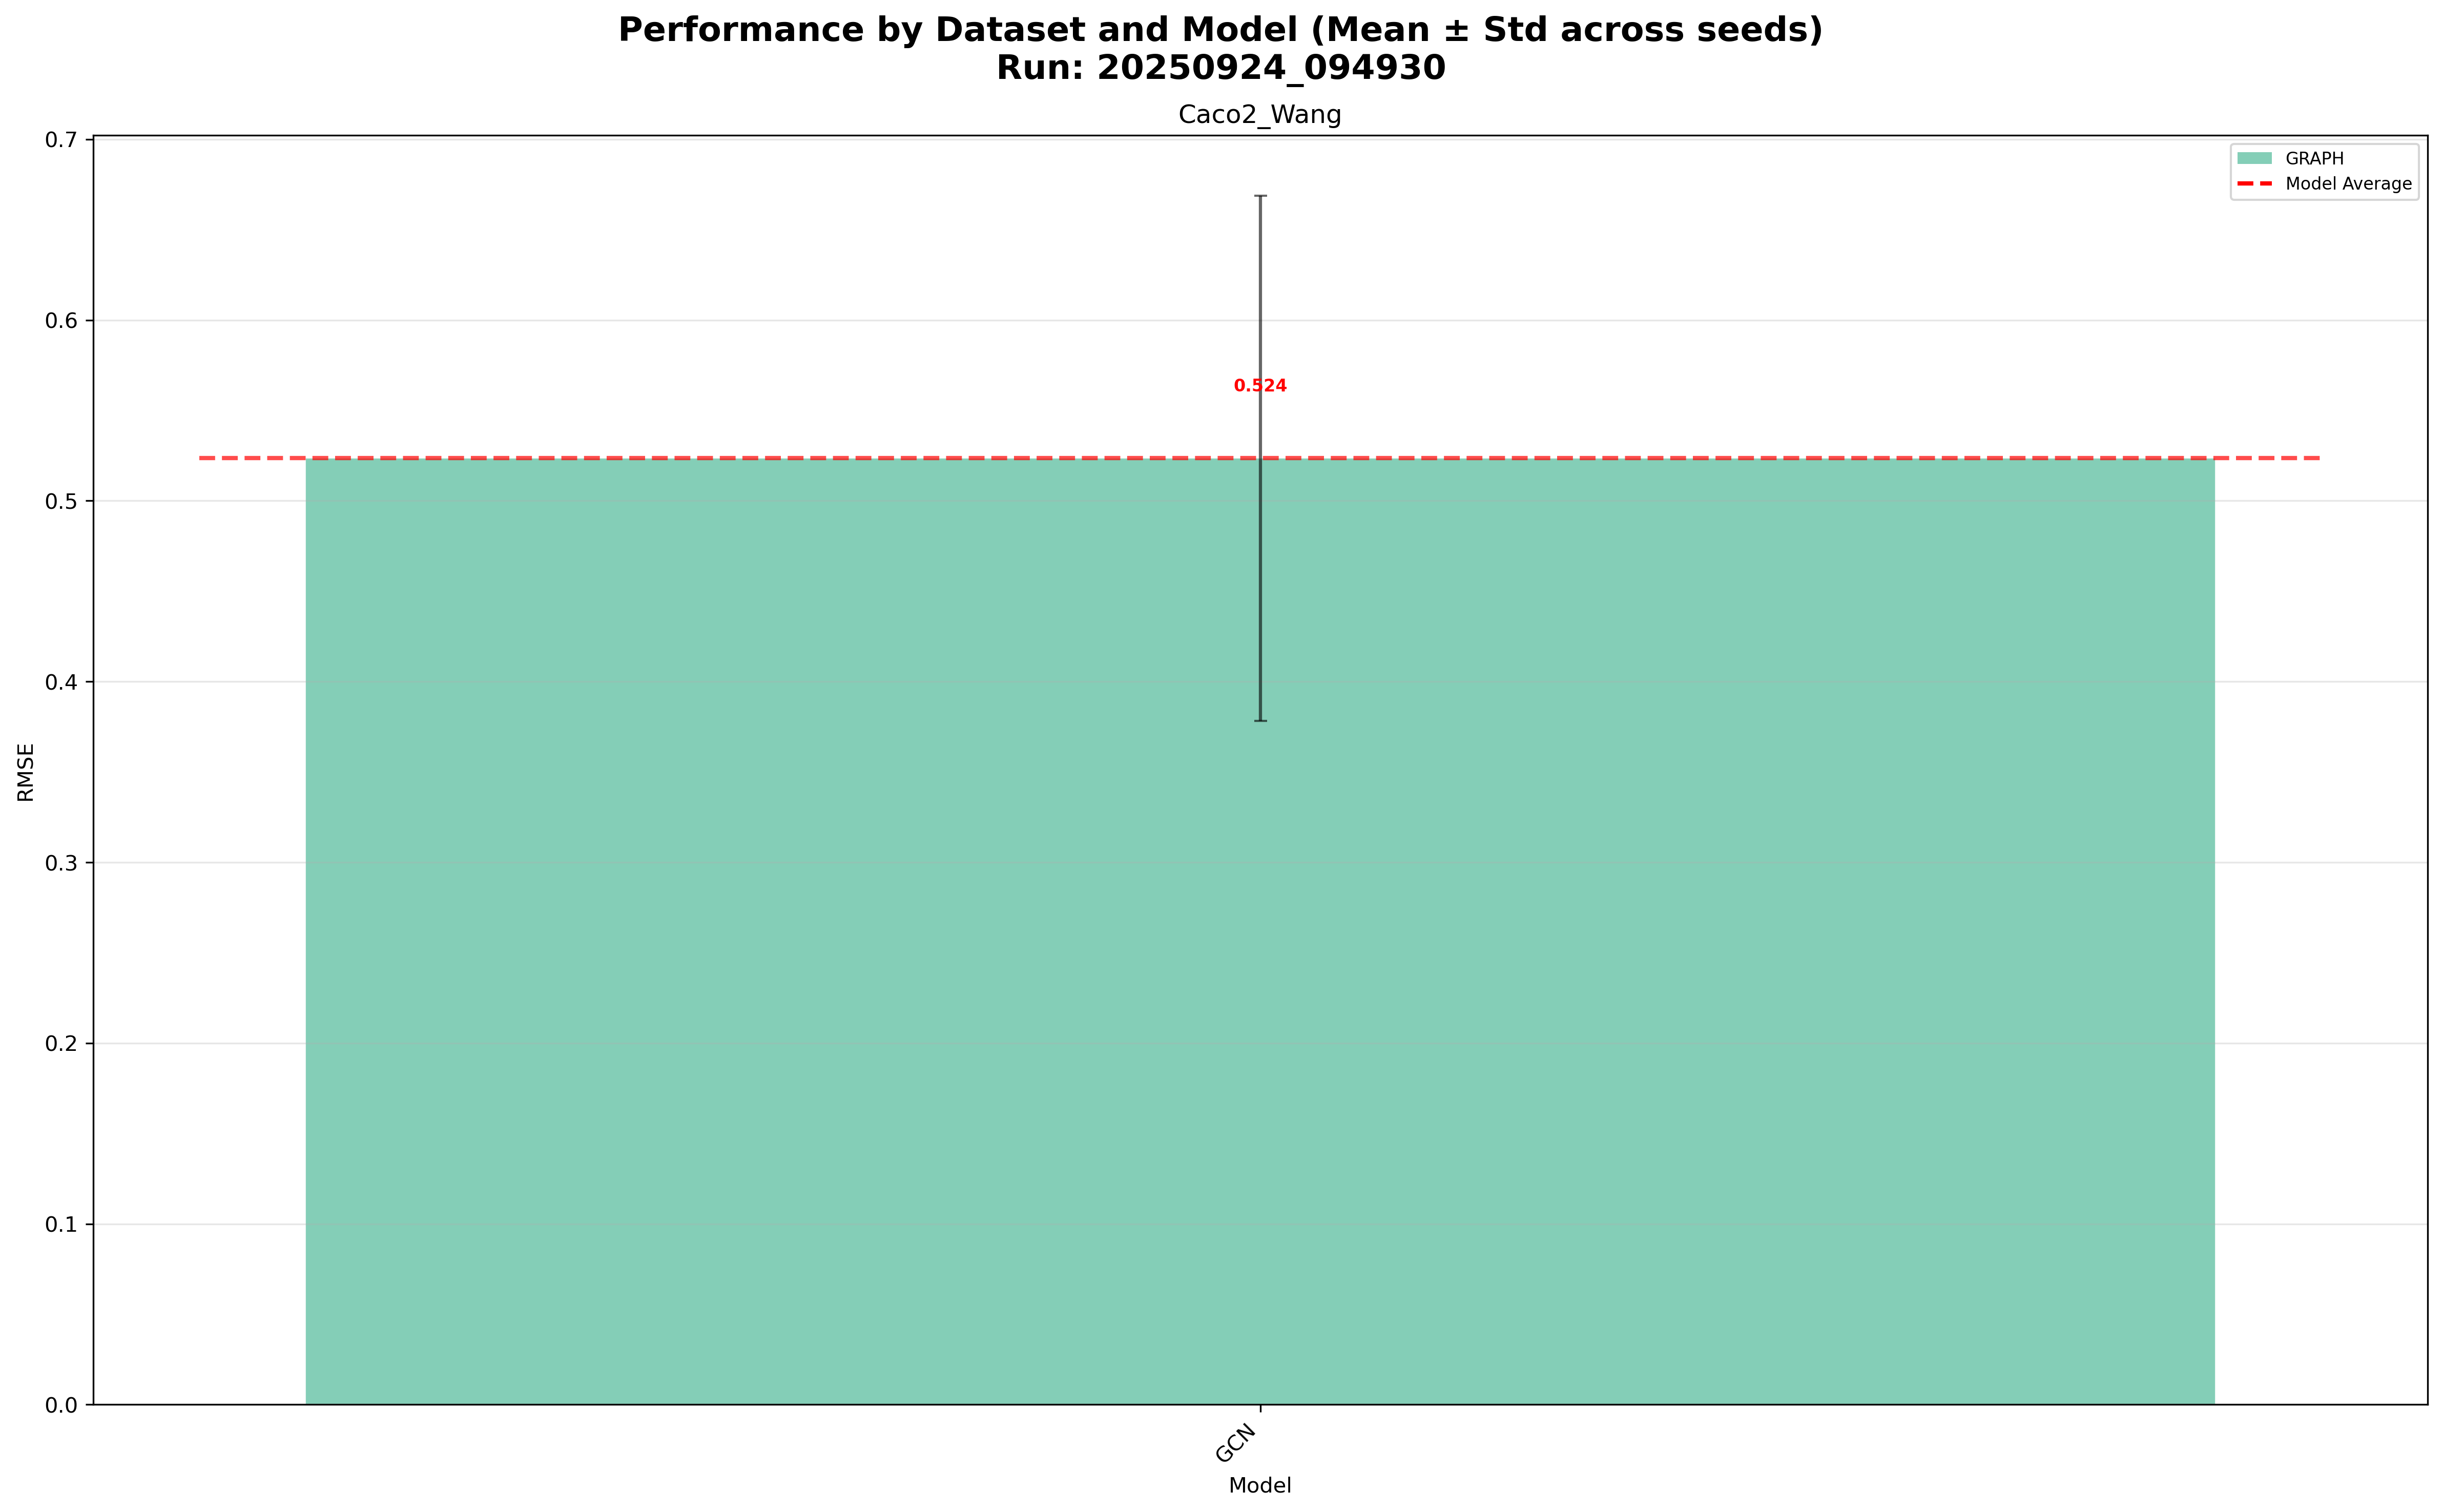 Performance by Dataset and Model (Mean ± Std across seeds)
Run: 20250924_094930
Caco2_Wang
0.7
0.6
0.5
0.4
0.3
0.2
0.1
0.0
RMSE
GRAPH
Model Average
0.524
GCN
Model